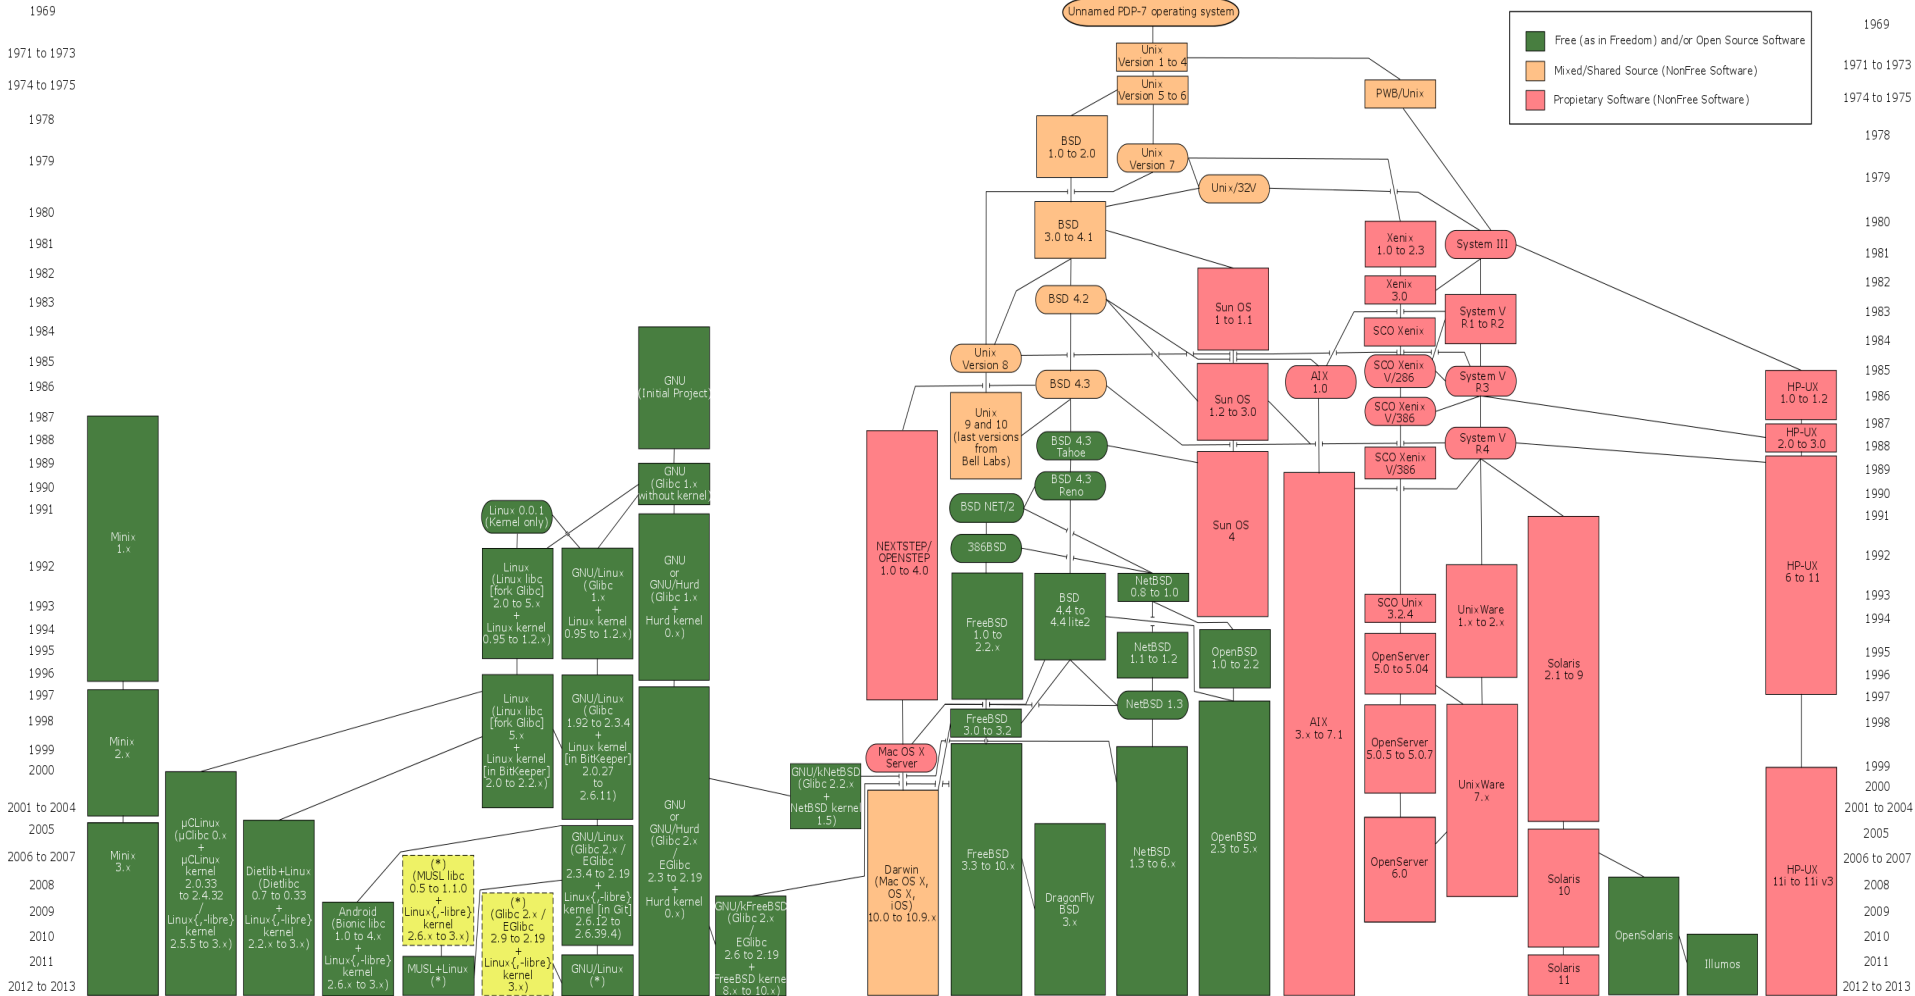 Unnamed PDP-7 operating system
1969
1969
Free (as in Freedom) and/or Open Source Software
Mixed/Shared Source (NonFree Software)
Propietary Software (NonFree Software)
1971 to 1973
Unix
Version 1 to 4
1971 to 1973
1974 to 1975
Unix
Version 5 to 6
PWB/Unix
1974 to 1975
1978
1978
BSD
1.0 to 2.0
1979
Unix
Version 7
1979
Unix/32V
1980
1980
BSD
3.0 to 4.1
Xenix
1.0 to 2.3
System III
1981
1981
1982
1982
Xenix
3.0
1983
1983
BSD 4.2
Sun OS
1 to 1.1
System V
R1 to R2
1984
1984
SCO Xenix
1985
1985
Unix
Version 8
SCO Xenix
V/286
System V
R3
AIX
1.0
1986
1986
GNU
(Initial Project)
BSD 4.3
Sun OS
1.2 to 3.0
HP-UX
1.0 to 1.2
1987
1987
SCO Xenix
V/386
Unix
9 and 10
(last versions
from
Bell Labs)
1988
1988
BSD 4.3
Tahoe
System V
R4
HP-UX
2.0 to 3.0
1989
1989
SCO Xenix
V/386
GNU
(Glibc 1.x
without kernel)
1990
1990
BSD 4.3
Reno
1991
1991
Linux 0.0.1
(Kernel only)
BSD NET/2
Sun OS
4
Minix
1.x
386BSD
NEXTSTEP/
OPENSTEP
1.0 to 4.0
1992
1992
HP-UX
6 to 11
Linux
(Linux libc
[fork Glibc]
2.0 to 5.x
+
Linux kernel
0.95 to 1.2.x)
GNU/Linux
(Glibc
1.x
+
Linux kernel
0.95 to 1.2.x)
GNU
or
GNU/Hurd
(Glibc 1.x
+
Hurd kernel
0.x)
NetBSD
0.8 to 1.0
1993
1993
BSD
4.4 to
4.4 lite2
SCO Unix
3.2.4
UnixWare
1.x to 2.x
1994
1994
FreeBSD
1.0 to
2.2.x
1995
1995
NetBSD
1.1 to 1.2
OpenBSD
1.0 to 2.2
OpenServer
5.0 to 5.04
Solaris
2.1 to 9
1996
1996
1997
1997
NetBSD 1.3
1998
1998
Linux
(Linux libc
[fork Glibc]
5.x
+
Linux kernel
[in BitKeeper]
2.0 to 2.2.x)
GNU/Linux
(Glibc
1.92 to 2.3.4
+
Linux kernel
[in BitKeeper]
2.0.27
to
2.6.11)
FreeBSD
3.0 to 3.2
AIX
3.x to 7.1
OpenServer
5.0.5 to 5.0.7
Minix
2.x
1999
1999
Mac OS X
Server
2000
2000
GNU/kNetBSD
(Glibc 2.2.x
+
NetBSD kernel
1.5)
UnixWare
7.x
2001 to 2004
2001 to 2004
GNU
or
GNU/Hurd
(Glibc 2.x
/
EGlibc
2.3 to 2.19
+
Hurd kernel
0.x)
2005
2005
µCLinux
(µClibc 0.x
+
µCLinux
kernel
2.0.33
to 2.4.32
/
Linux{,-libre}
kernel
2.5.5 to 3.x)
GNU/Linux
(Glibc 2.x /
EGlibc
2.3.4 to 2.19
+
Linux{,-libre}
kernel [in Git]
2.6.12 to
2.6.39.4)
OpenBSD
2.3 to 5.x
2006 to 2007
2006 to 2007
Minix
3.x
FreeBSD
3.3 to 10.x
NetBSD
1.3 to 6.x
OpenServer
6.0
(*)
(MUSL libc
0.5 to 1.1.0
+
Linux{,-libre}
kernel
2.6.x to 3.x)
Dietlib+Linux
(Dietlibc
0.7 to 0.33
+
Linux{,-libre}
kernel
2.2.x to 3.x)
Darwin
(Mac OS X,
OS X,
iOS)
10.0 to 10.9.x
Solaris
10
HP-UX
11i to 11i v3
2008
2008
DragonFly
BSD
3.x
(*)
(Glibc 2.x /
EGlibc
2.9 to 2.19
+
Linux{,-libre}
kernel
3.x)
GNU/kFreeBSD
(Glibc 2.x
/
EGlibc
2.6 to 2.19
+
FreeBSD kerne
8.x to 10.x)
2009
2009
Android
(Bionic libc
1.0 to 4.x
+
Linux{,-libre}
kernel
2.6.x to 3.x)
2010
2010
OpenSolaris
2011
2011
MUSL+Linux
(*)
GNU/Linux
(*)
Solaris
11
Illumos
2012 to 2013
2012 to 2013